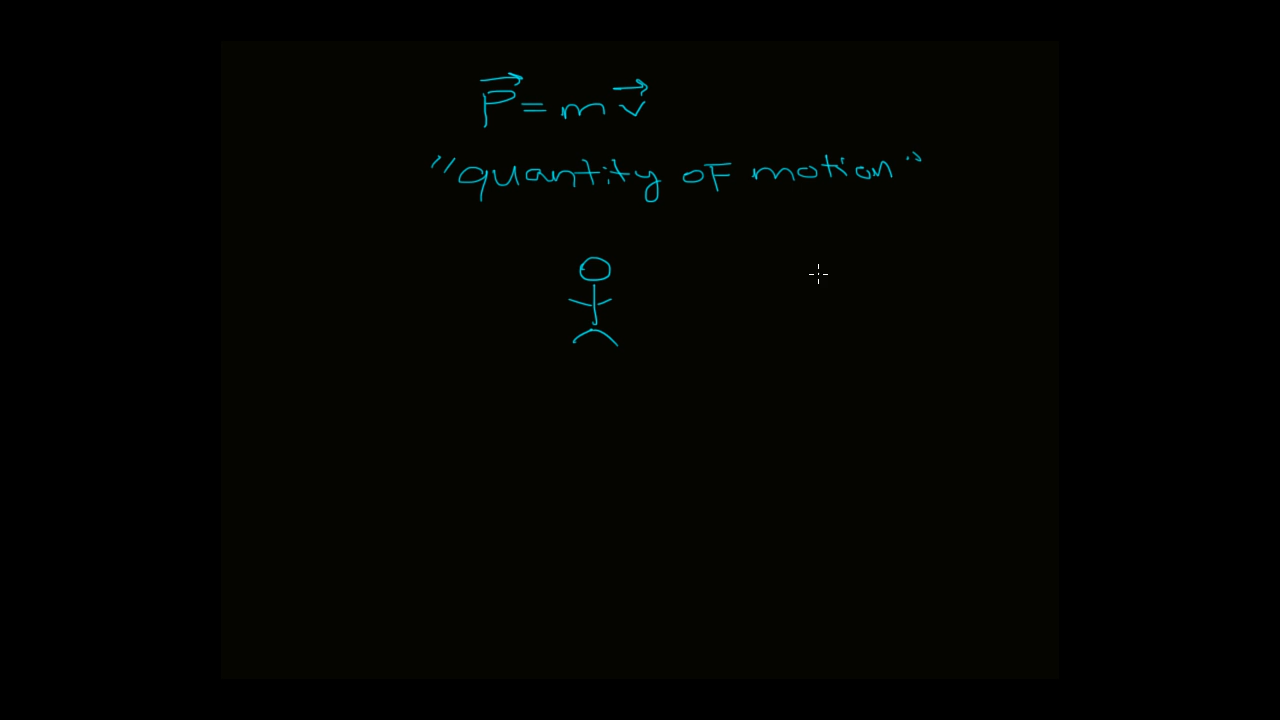 P⃗ = mv⃗
"quantity of motion"